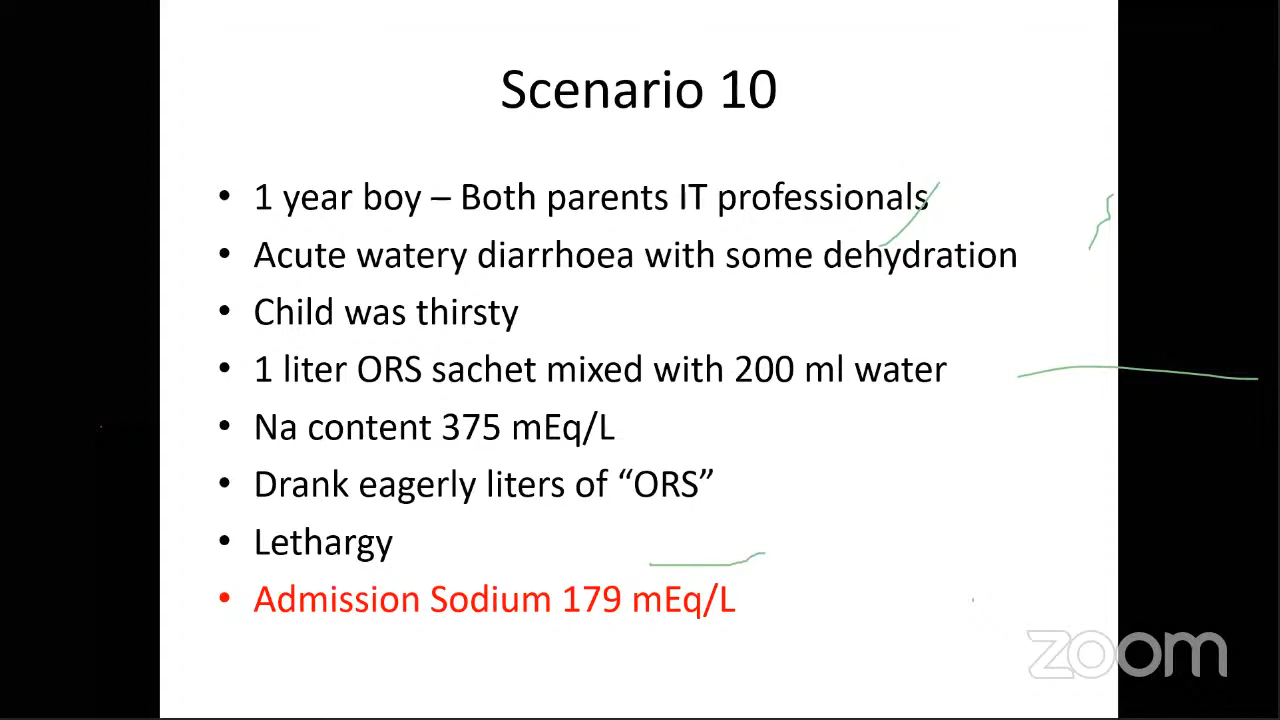 Scenario 10
• 1 year boy – Both parents IT professionals
• Acute watery diarrhoea with some dehydration
• Child was thirsty
• 1 liter ORS sachet mixed with 200 ml water
• Na content 375 mEq/L
• Drank eagerly liters of “ORS”
• Lethargy
• Admission Sodium 179 mEq/L
zoom